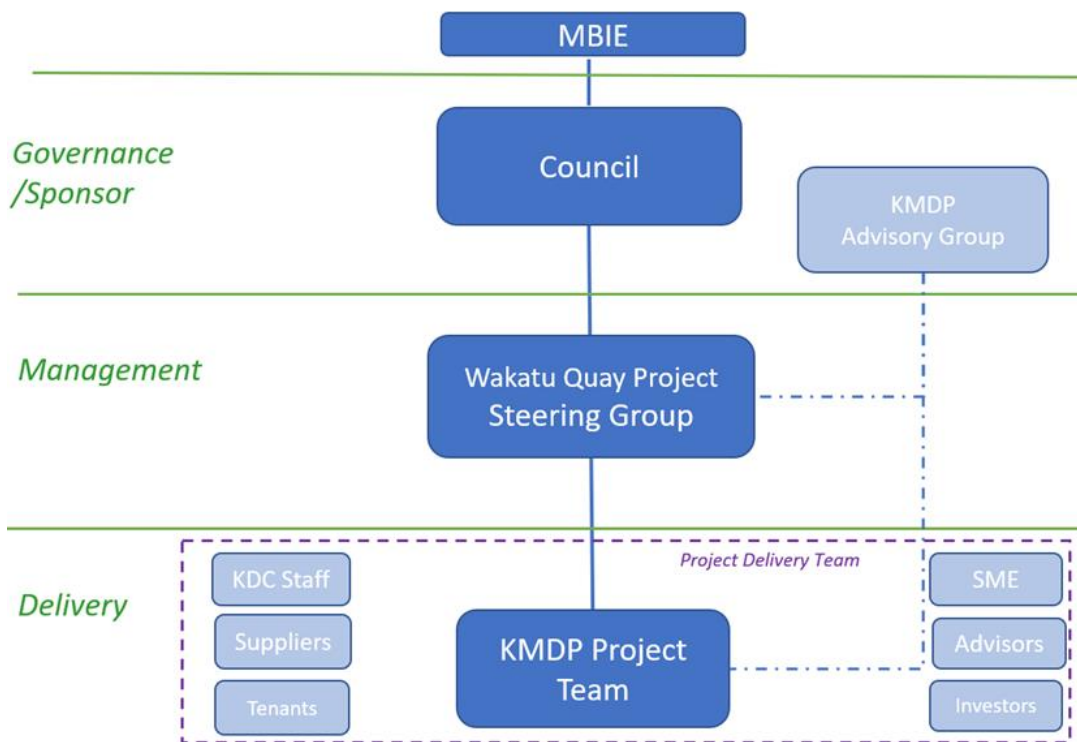 MBIE
Governance
/Sponsor
Council
KMDP
Advisory Group
Management
Wakatu Quay Project
Steering Group
Delivery
Project Delivery Team
KDC Staff
Suppliers
Tenants
KMDP Project
Team
SME
Advisors
Investors